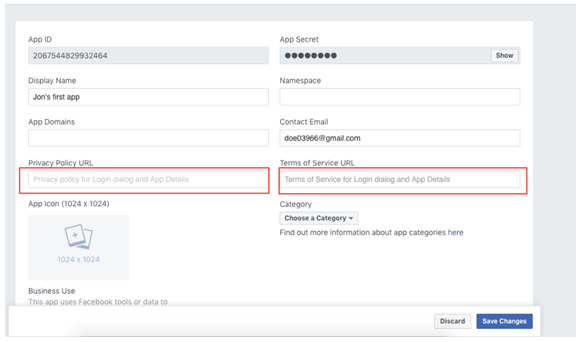 App ID
App Secret
2067544829932464
●●●●●●●●
Show
Display Name
Namespace
Jon's first app
App Domains
Contact Email
doe03966@gmail.com
Privacy Policy URL
Terms of Service URL
Privacy policy for Login dialog and App Details
Terms of Service for Login dialog and App Details
App Icon (1024 x 1024)
Category
Choose a Category
Find out more information about app categories here
1024 x 1024
Business Use
This app uses Facebook tools or data to
Discard
Save Changes